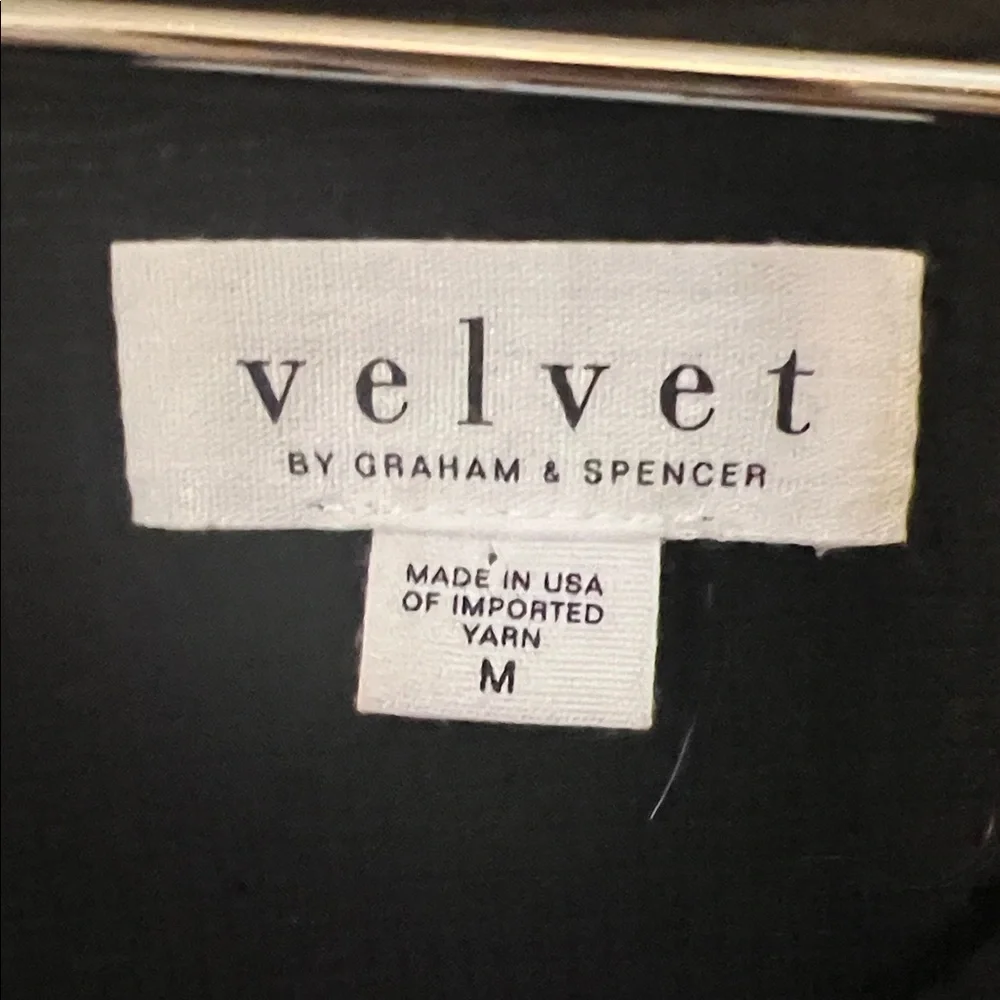 velvet
BY GRAHAM & SPENCER
MADE IN USA
OF IMPORTED
YARN
M